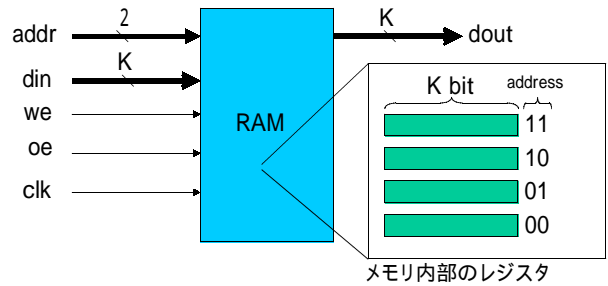 addr
2
K
dout
din
K
we
oe
clk
RAM
K bit
address
11
10
01
00
メモリ内部のレジスタ